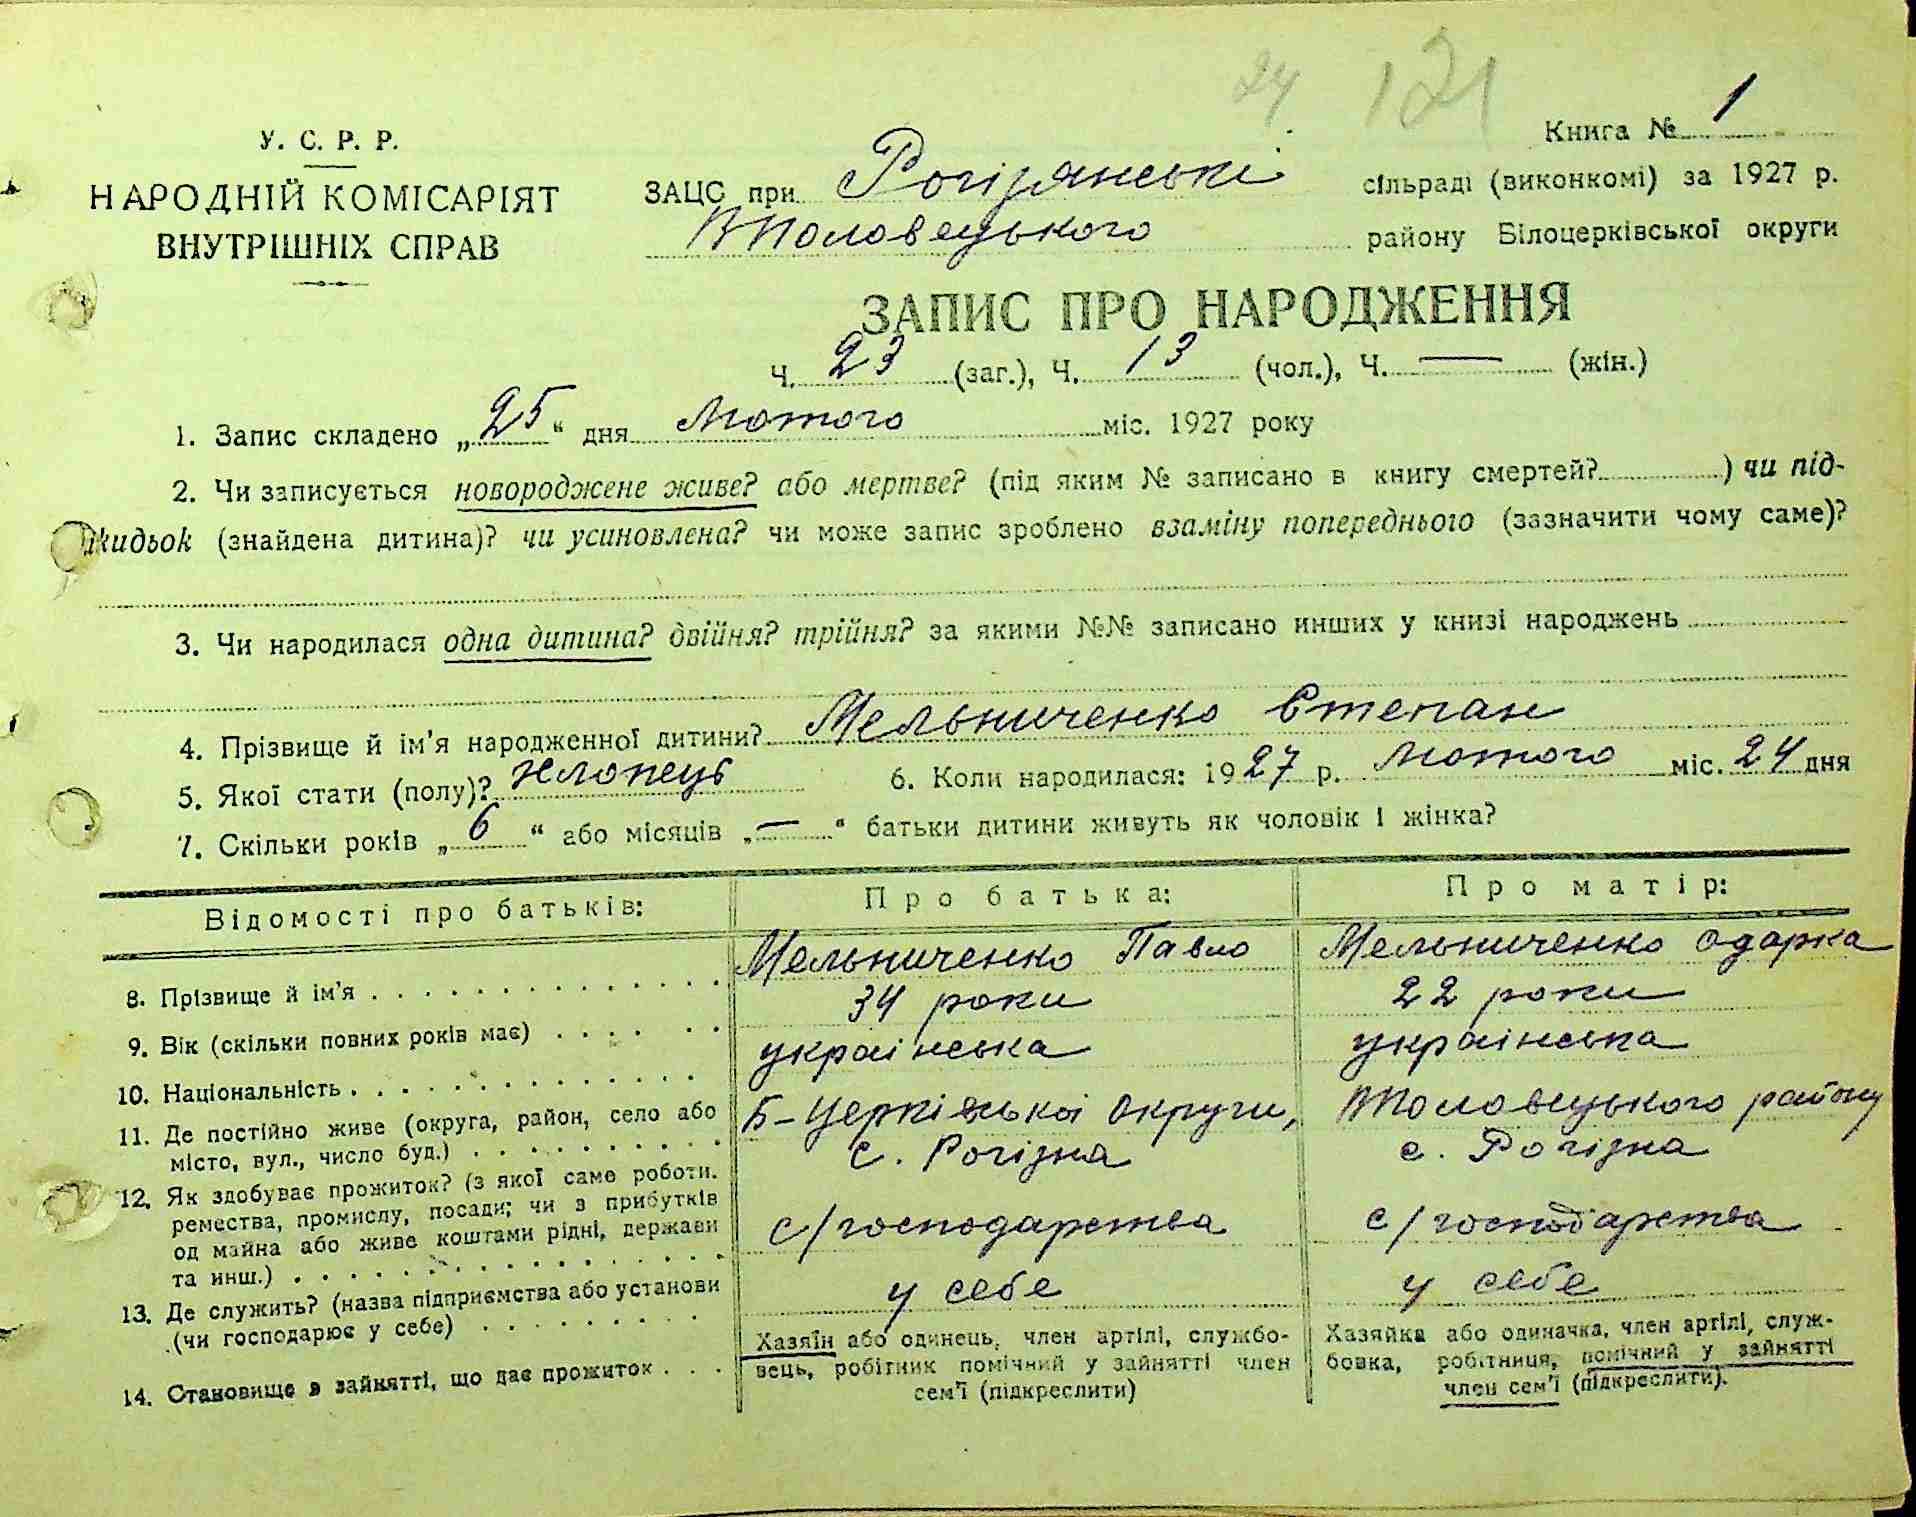 24 121
Книга № 1
У. С. Р. Р.
НАРОДНІЙ КОМІСАРІЯТ
ВНУТРІШНІХ СПРАВ
ЗАЦС при Рогізнянські сільраді (виконкомі) за 1927 р.
району Білоцерківської округи
ЗАПИС ПРО НАРОДЖЕННЯ
Ч. 23 (заг.), Ч. 13 (чол.), Ч. — (жін.)
1. Запис складено „25“ дня Лютого міс. 1927 року
2. Чи записується новороджене живе? або мертве? (під яким № записано в книгу смертей? ) чи під-
кидьок (знайдена дитина)? чи усиновлена? чи може запис зроблено взаміну попереднього (зазначити чому саме)?
3. Чи народилася одна дитина? двійня? трійня? за якими №№ записано инших у книзі народжень
4. Прізвище й ім’я народженної дитини? Мельниченко Степан
5. Якої стати (полу)? Хлопець 6. Коли народилася: 1927 р. Лютого міс. 24 дня
7. Скільки років „6“ або місяців „—“ батьки дитини живуть як чоловік і жінка?
Відомості про батьків: Про батька: Про матір:
8. Прізвище й ім’я Мельниченко Павло Мельниченко Одарка
9. Вік (скільки повних років має) 34 роки 22 роки
10. Національність українська українська
11. Де постійно живе (округа, район, село або Б-Церківської округи, району
місто, вул., число буд.) с. Рогізна с. Рогізна
12. Як здобуває прожиток? (з якої саме роботи.
ремества, промислу, посади; чи з прибутків
од майна або живе коштами рідні, держави с/господарства с/господарства
та инш.)
13. Де служить? (назва підприємства або установи у себе у себе
(чи господарює у себе)
14. Становище в зайнятті, що дає прожиток
Хазяїн або одинець, член артілі, службо-
вець, робітник помічний у зайнятті член
сем’ї (підкреслити)
Хазяйка або одиначка, член артілі, служ-
бовка, робітниця, помічний у зайнятті
член сем’ї (підкреслити).